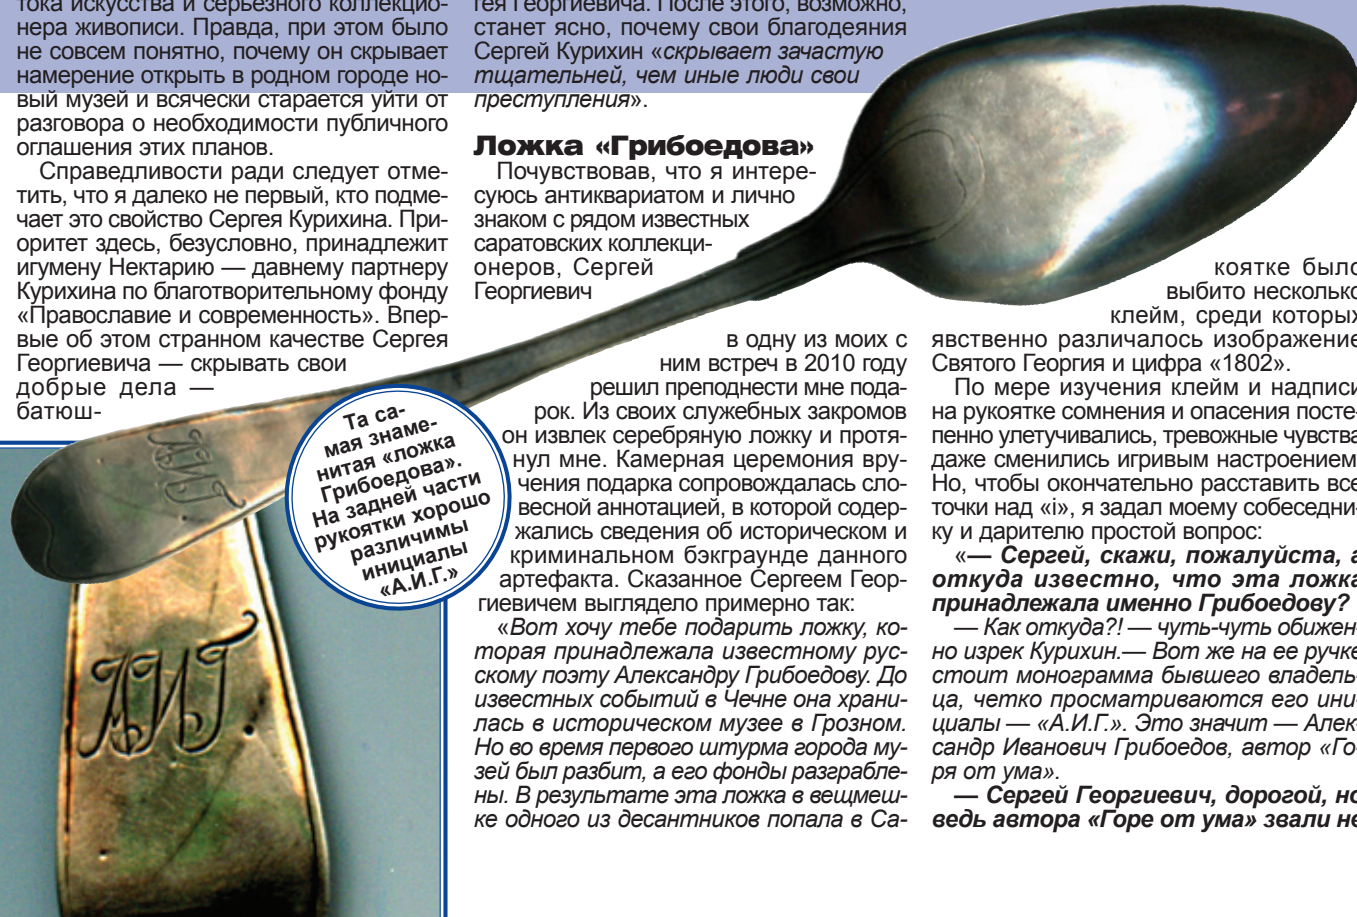 тока искусства и серьезного коллекцио-
нера живописи. Правда, при этом было
не совсем понятно, почему он скрывает
намерение открыть в родном городе но-
вый музей и всячески старается уйти от
разговора о необходимости публичного
оглашения этих планов.
Справедливости ради следует отме-
тить, что я далеко не первый, кто подме-
чает это свойство Сергея Курихина. При-
оритет здесь, безусловно, принадлежит
игумену Нектарию — давнему партнеру
Курихина по благотворительному фонду
«Православие и современность». Впер-
вые об этом странном качестве Сергея
Георгиевича — скрывать свои
добрые дела —
батюш-
АИГ.
АИГ.
Та са-
мая знаме-
нитая «ложка
Грибоедова».
На задней части
рукоятки хорошо
различимы
инициалы
«А.И.Г.»
гея Георгиевича. После этого, возможно,
станет ясно, почему свои благодеяния
Сергей Курихин «скрывает зачастую
тщательней, чем иные люди свои
преступления».
Ложка «Грибоедова»
Почувствовав, что я интере-
суюсь антиквариатом и лично
знаком с рядом известных
саратовских коллекци-
онеров, Сергей
Георгиевич
в одну из моих с
ним встреч в 2010 году
решил преподнести мне пода-
рок. Из своих служебных закромов
он извлек серебряную ложку и протя-
нул мне. Камерная церемония вру-
чения подарка сопровождалась сло-
весной аннотацией, в которой содер-
жались сведения об историческом и
криминальном бэкграунде данного
артефакта. Сказанное Сергеем Геор-
гиевичем выглядело примерно так:
«Вот хочу тебе подарить ложку, ко-
торая принадлежала известному рус-
скому поэту Александру Грибоедову. До
известных событий в Чечне она храни-
лась в историческом музее в Грозном.
Но во время первого штурма города му-
зей был разбит, а его фонды разграбле-
ны. В результате эта ложка в вещмеш-
ке одного из десантников попала в Са-
коятке было
выбито несколько
клейм, среди которых
явственно различалось изображение
Святого Георгия и цифра «1802».
По мере изучения клейм и надписи
на рукоятке сомнения и опасения посте-
пенно улетучивались, тревожные чувства
даже сменились игривым настроением.
Но, чтобы окончательно расставить все
точки над «i», я задал моему собеседни-
ку и дарителю простой вопрос:
«— Сергей, скажи, пожалуйста, а
откуда известно, что эта ложка
принадлежала именно Грибоедову?
— Как откуда?! — чуть-чуть обижен-
но изрек Курихин.— Вот же на ее ручке
стоит монограмма бывшего владель-
ца, четко просматриваются его ини-
циалы — «А.И.Г.». Это значит — Алек-
сандр Иванович Грибоедов, автор «Го-
ря от ума».
— Сергей Георгиевич, дорогой, но
ведь автора «Горе от ума» звали не